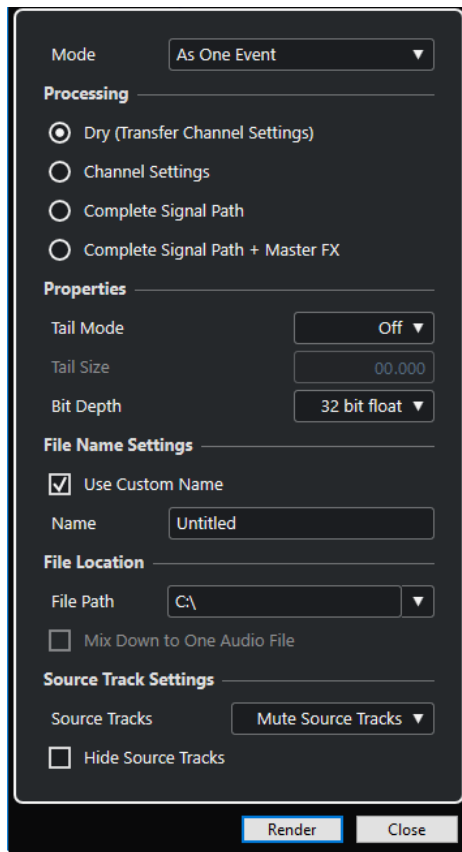 Mode As One Event
Processing
Dry (Transfer Channel Settings)
Channel Settings
Complete Signal Path
Complete Signal Path + Master FX
Properties
Tail Mode Off
Tail Size 00.000
Bit Depth 32 bit float
File Name Settings
Use Custom Name
Name Untitled
File Location
File Path C:\
Mix Down to One Audio File
Source Track Settings
Source Tracks Mute Source Tracks
Hide Source Tracks
Render Close